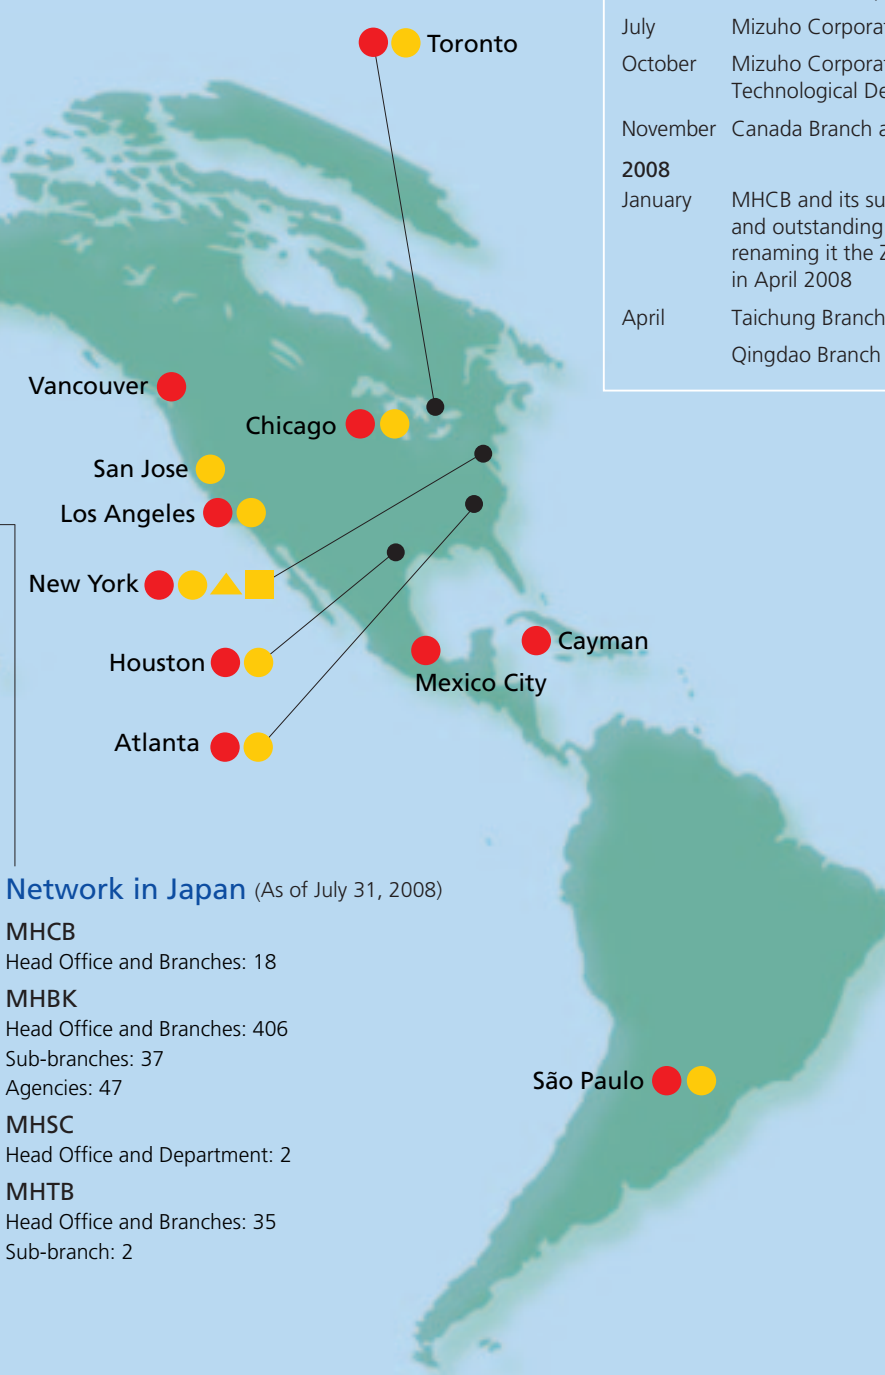 Toronto
July Mizuho Corporat
October Mizuho Corporat
Technological De
November Canada Branch a
2008
January MHCB and its su
and outstanding
renaming it the Z
in April 2008
April Taichung Branch
Qingdao Branch
Vancouver
Chicago
San Jose
Los Angeles
New York
Houston
Cayman
Mexico City
Atlanta
Network in Japan (As of July 31, 2008)
MHCB
Head Office and Branches: 18
MHBK
Head Office and Branches: 406
Sub-branches: 37
Agencies: 47
MHSC
Head Office and Department: 2
MHTB
Head Office and Branches: 35
Sub-branch: 2
São Paulo